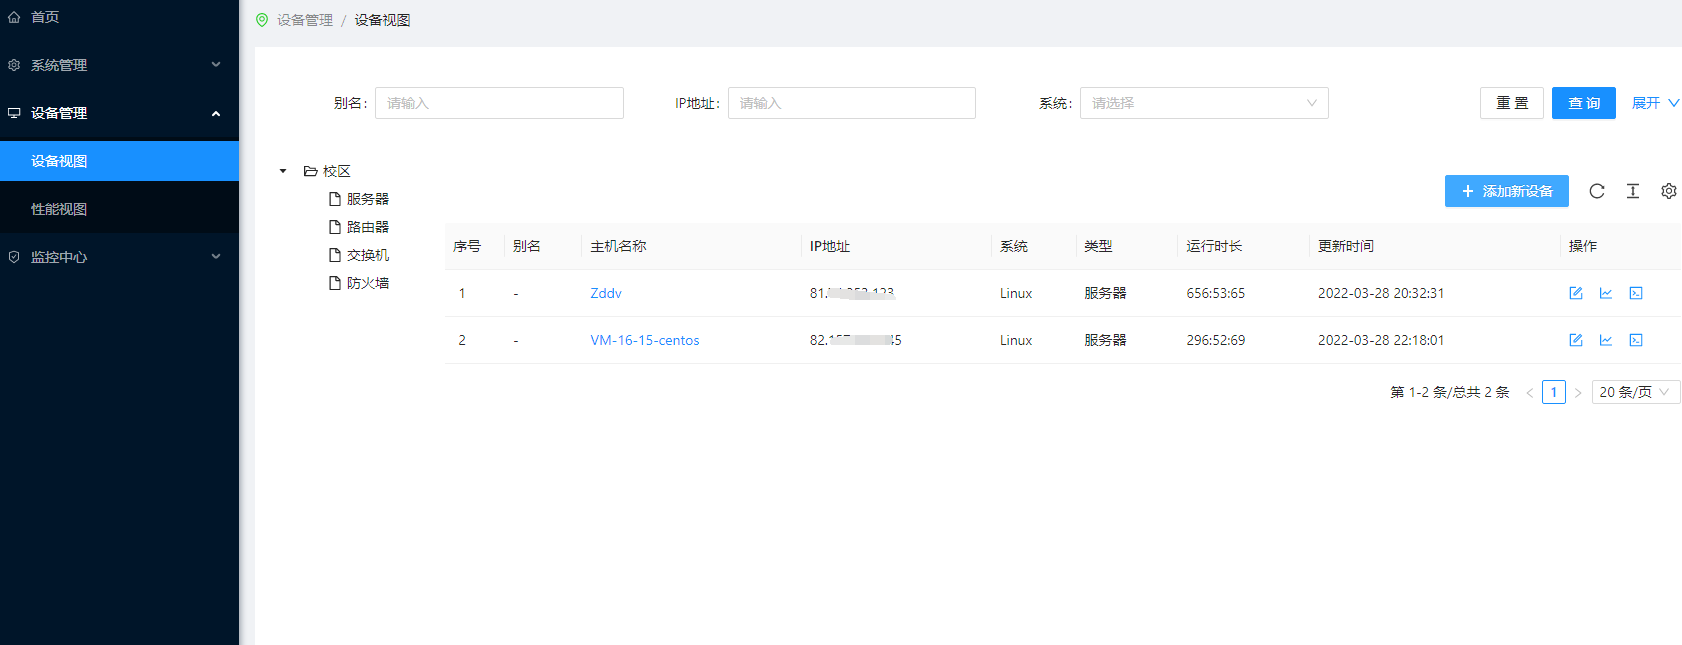 首页
系统管理
设备管理
设备视图
性能视图
监控中心
设备管理 / 设备视图
别名: 请输入 IP地址: 请输入 系统: 请选择 重 置 查 询 展开
校区
服务器
路由器
交换机
防火墙
+ 添加新设备
序号 别名 主机名称 IP地址 系统 类型 运行时长 更新时间 操作
1 - Zddv 81. Linux 服务器 656:53:65 2022-03-28 20:32:31
2 - VM-16-15-centos 82. Linux 服务器 296:52:69 2022-03-28 22:18:01
第 1-2 条/总共 2 条 < 1 > 20 条/页